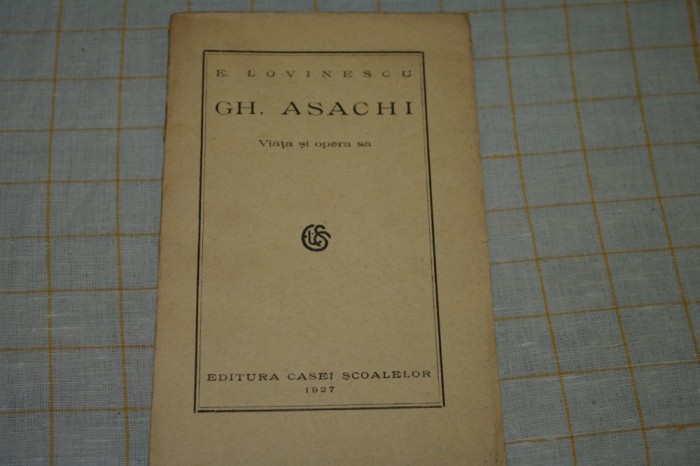 E. LOVINESCU
GH. ASACHI
Viața și opera sa
EDITURA CASEI ȘCOALELOR
1927